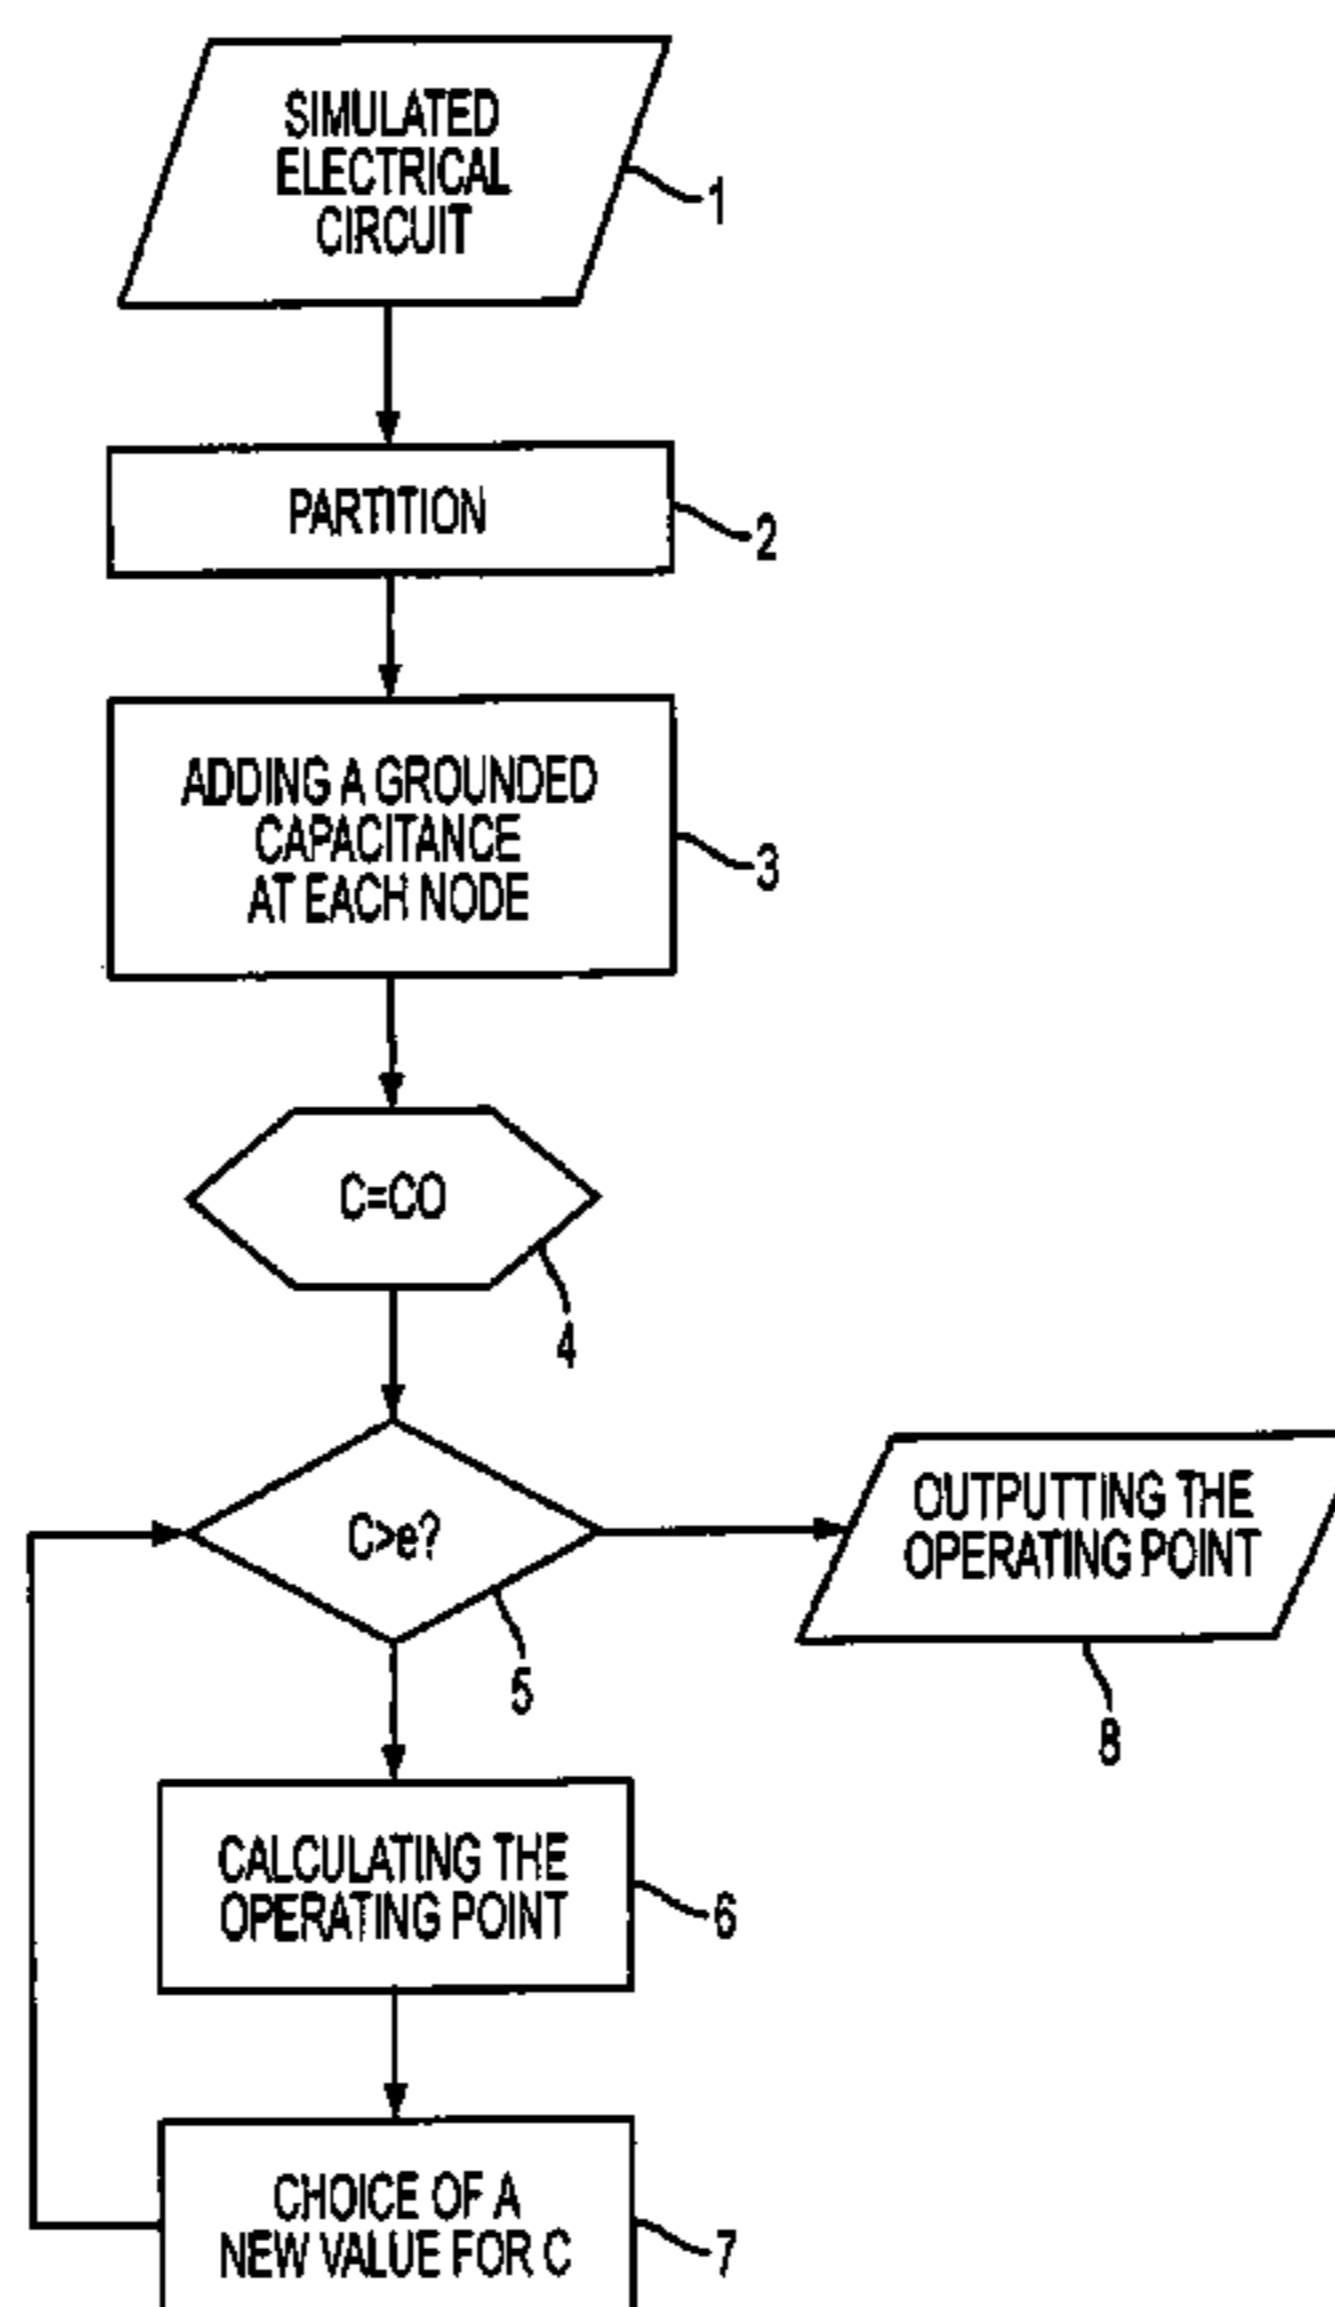 SIMULATED
ELECTRICAL
CIRCUIT
1
PARTITION
2
ADDING A GROUNDED
CAPACITANCE
AT EACH NODE
3
C=CO
4
C>e?
5
OUTPUTTING THE
OPERATING POINT
8
CALCULATING THE
OPERATING POINT
6
CHOICE OF A
NEW VALUE FOR C
7